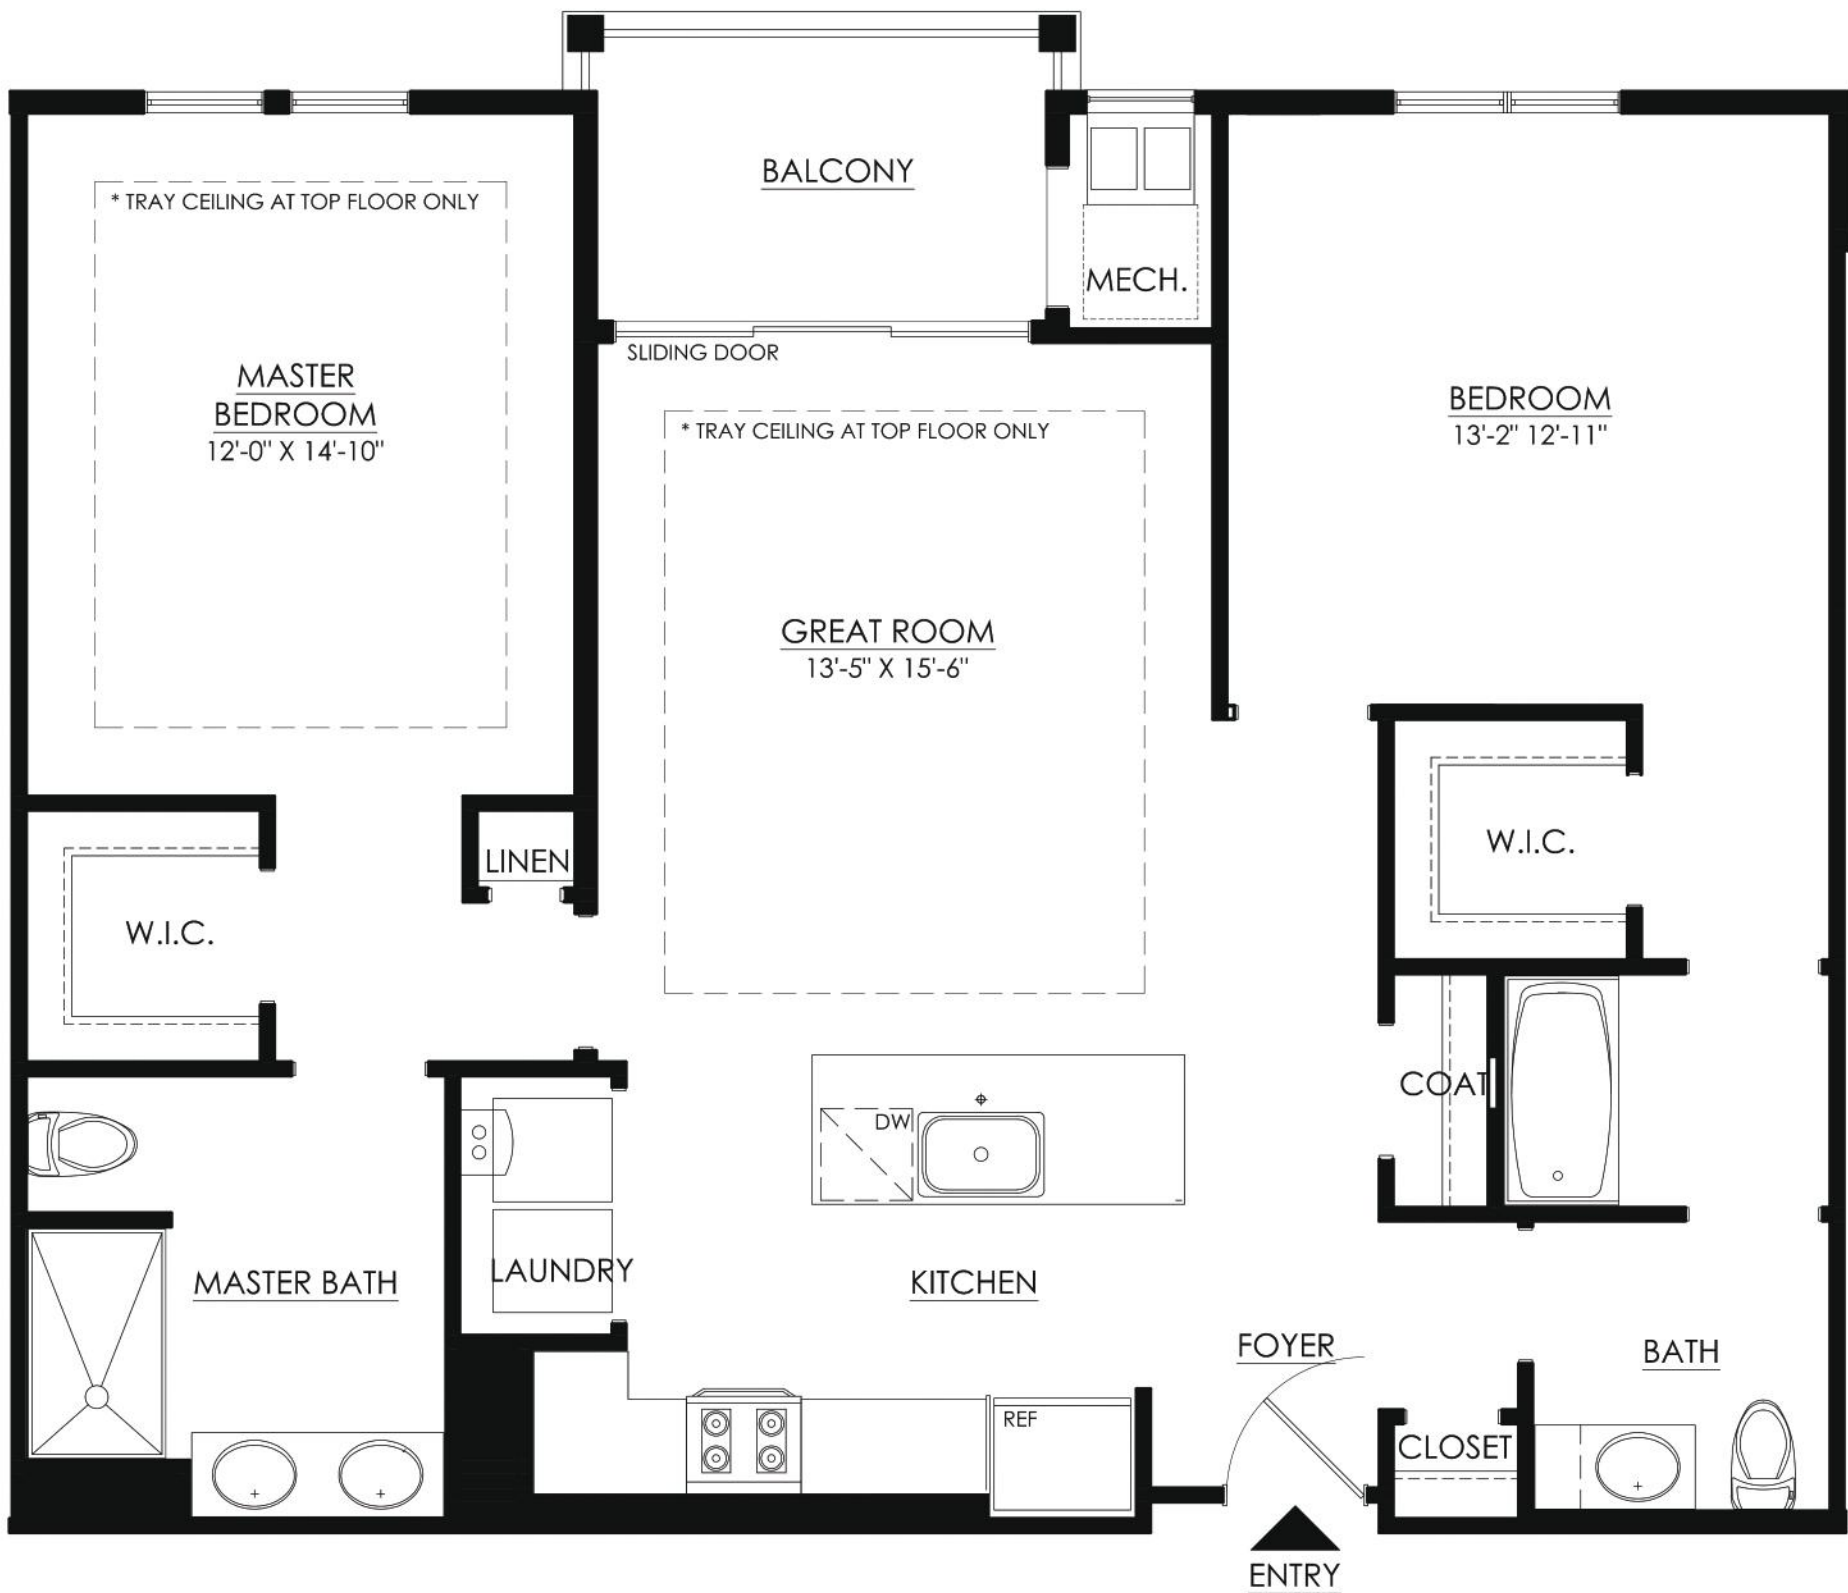 BALCONY
* TRAY CEILING AT TOP FLOOR ONLY
MECH.
SLIDING DOOR
MASTER
BEDROOM
12'-0" X 14'-10"
BEDROOM
13'-2" 12'-11"
* TRAY CEILING AT TOP FLOOR ONLY
GREAT ROOM
13'-5" X 15'-6"
W.I.C.
LINEN
W.I.C.
COAT
DW
LAUNDRY
MASTER BATH
KITCHEN
FOYER
BATH
REF
CLOSET
ENTRY